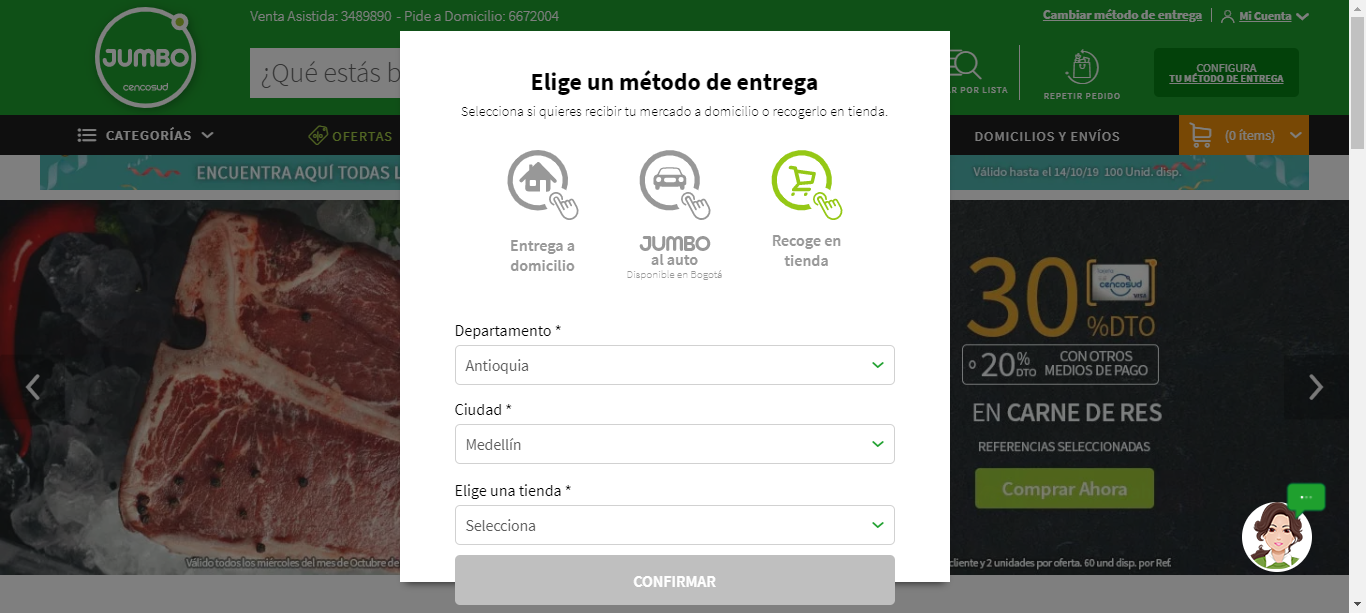 Venta Asistida: 3489890 - Pide a Domicilio: 6672004
Cambiar método de entrega
Mi Cuenta
JUMBO
cencosud
¿Qué estás b
R POR LISTA
REPETIR PEDIDO
CONFIGURA
TU MÉTODO DE ENTREGA
CATEGORÍAS
OFERTAS
DOMICILIOS Y ENVÍOS
(0 ítems)
ENCUENTRA AQUÍ TODAS L
Válido hasta el 14/10/19 100 Unid. disp.
Elige un método de entrega
Selecciona si quieres recibir tu mercado a domicilio o recogerlo en tienda.
Entrega a
domicilio
JUMBO
al auto
Disponible en Bogotá
Recoge en
tienda
Departamento *
Antioquia
Ciudad *
Medellín
Elige una tienda *
Selecciona
CONFIRMAR
30
%DTO
cencosud
VISA
o 20% DTO
CON OTROS
MEDIOS DE PAGO
EN CARNE DE RES
REFERENCIAS SELECCIONADAS
Comprar Ahora
Válido todos los miercoles del mes de Octubre de
cliente y 2 unidades por oferta. 60 und disp. por Ref.